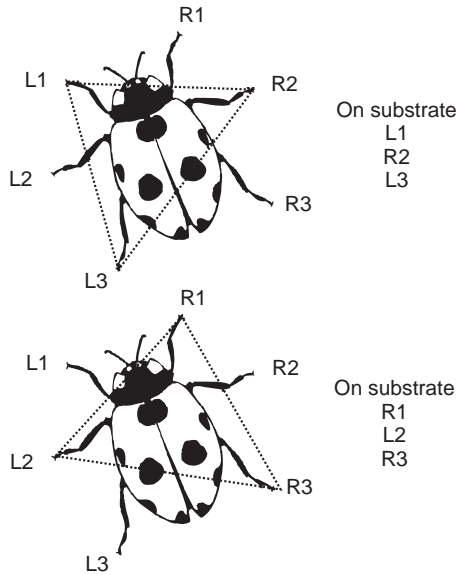 R1
L1
R2
On substrate
L1
R2
L3
L2
R3
L3
R1
L1
R2
On substrate
R1
L2
R3
L2
R3
L3